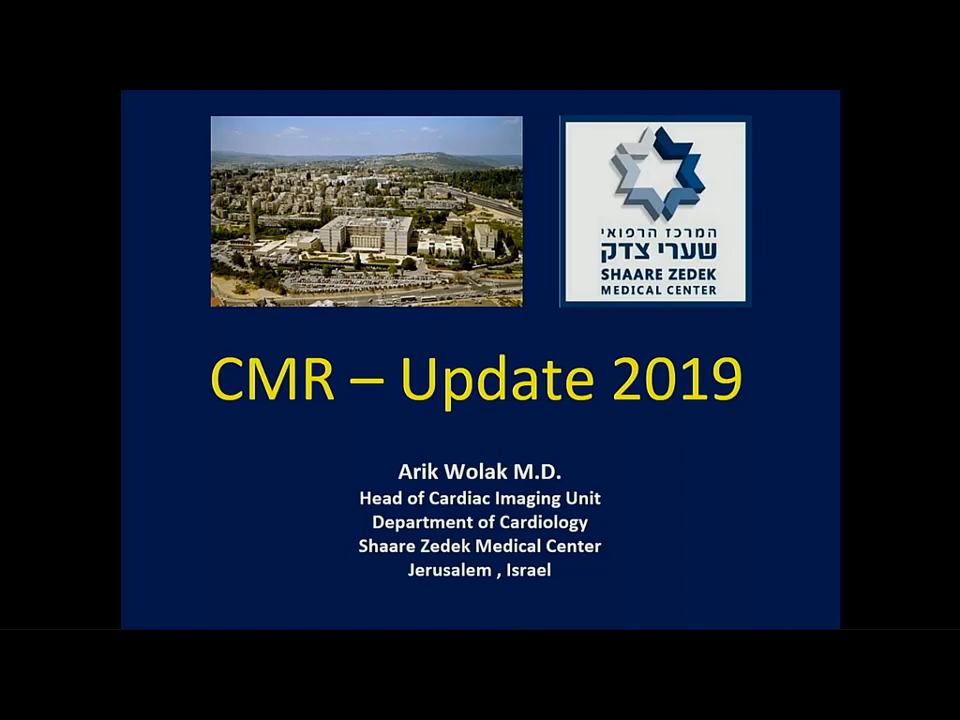 המרכז הרפואי
שערי צדק
SHAARE ZEDEK
MEDICAL CENTER
CMR – Update 2019
Arik Wolak M.D.
Head of Cardiac Imaging Unit
Department of Cardiology
Shaare Zedek Medical Center
Jerusalem , Israel